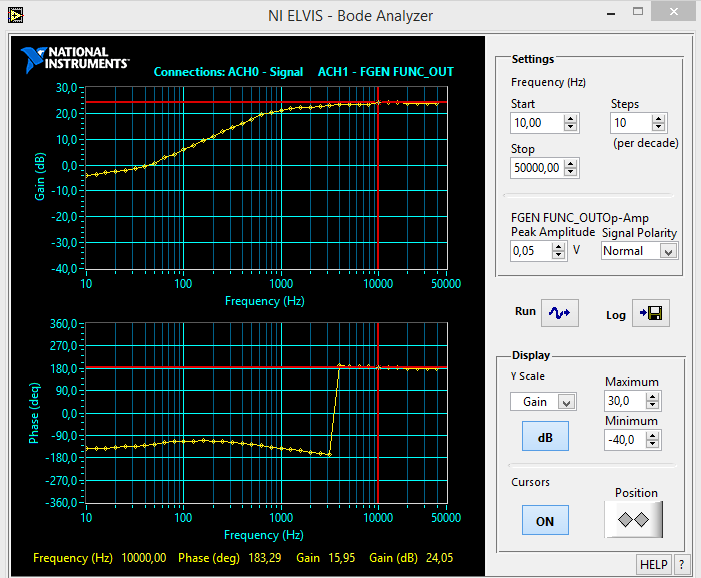 NI ELVIS - Bode Analyzer
NATIONAL
INSTRUMENTS
Connections: ACH0 - Signal ACH1 - FGEN FUNC_OUT
Gain (dB)
30,0
20,0
10,0
0,0
-10,0
-20,0
-30,0
-40,0
10 100 1000 10000 50000
Frequency (Hz)
Phase (deg)
360,0
270,0
180,0
90,0
0,0
-90,0
-180,0
-270,0
-360,0
10 100 1000 10000 50000
Frequency (Hz)
Frequency (Hz) 10000,00 Phase (deg) 183,29 Gain 15,95 Gain (dB) 24,05
Settings
Frequency (Hz)
Start Steps
10,00 10
(per decade)
Stop
50000,00
FGEN FUNC_OUTOp-Amp
Peak Amplitude Signal Polarity
0,05 V Normal
Run Log
Display
Y Scale Maximum
Gain 30,0
Minimum
dB -40,0
Cursors Position
ON
HELP ?